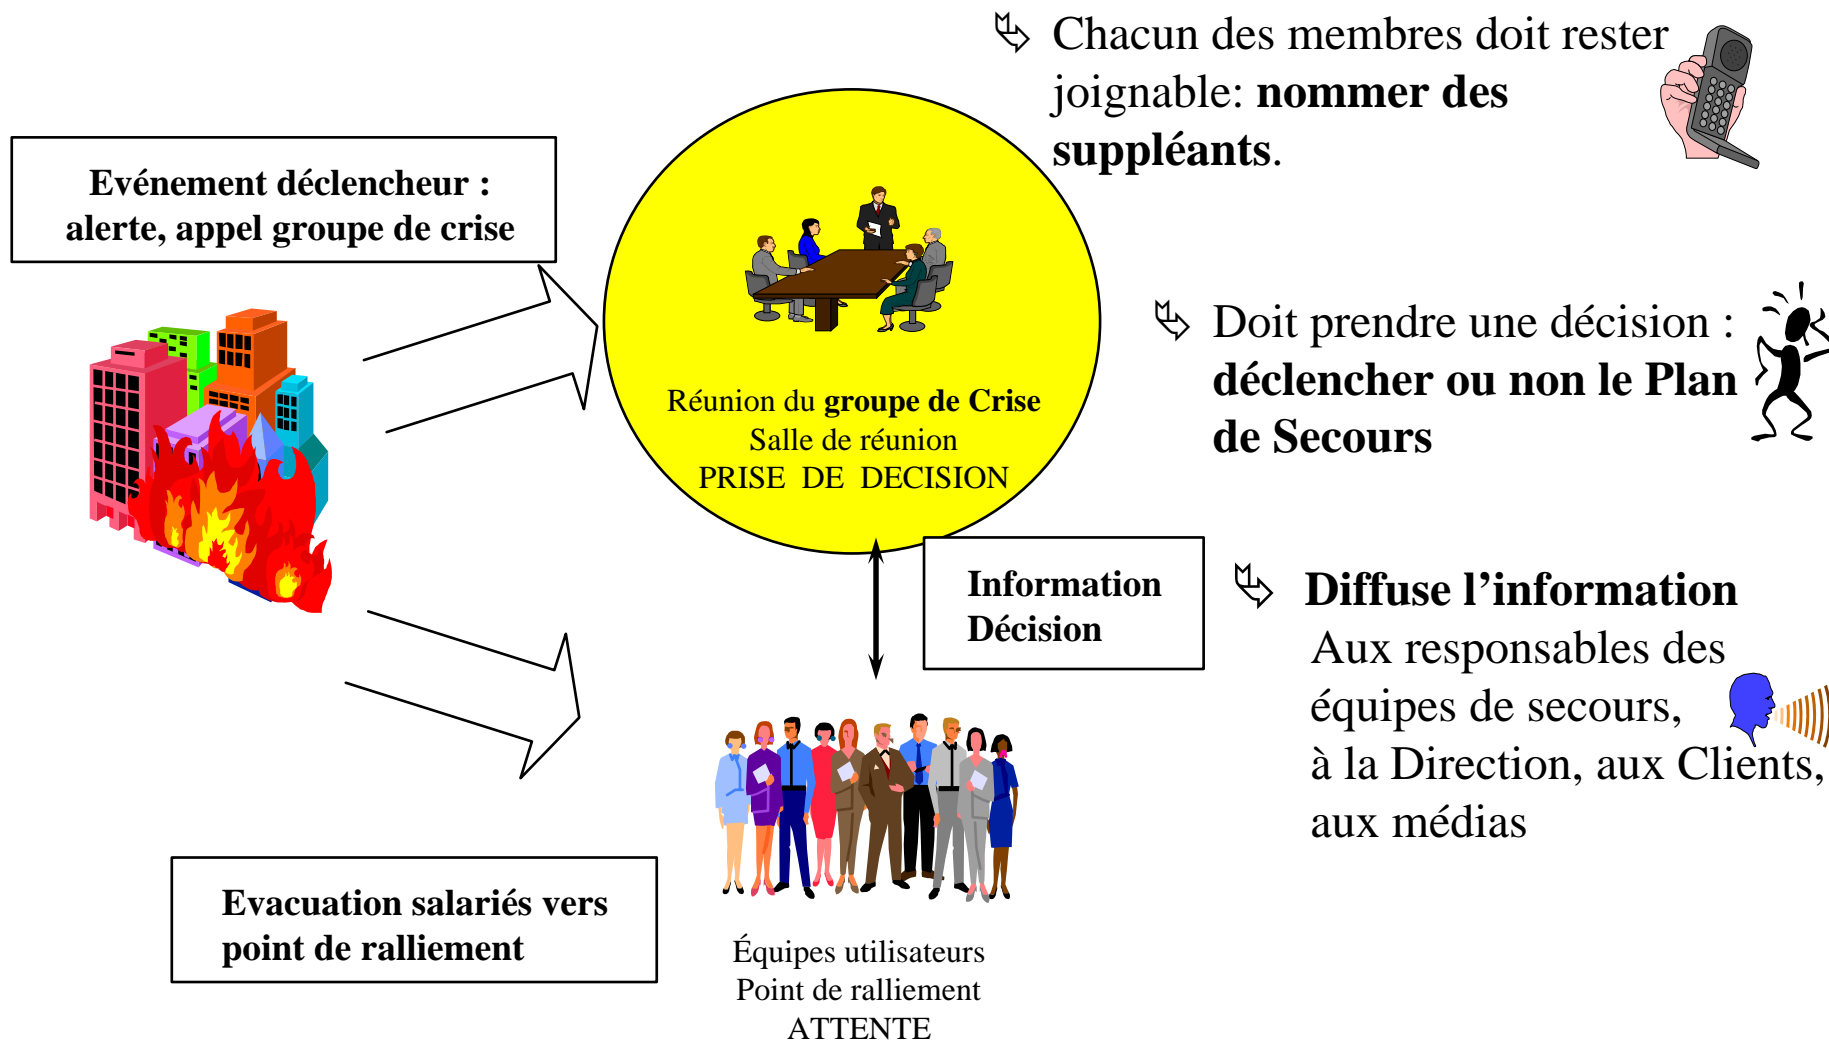 Chacun des membres doit rester
joignable: nommer des
suppléants.
Evénement déclencheur :
alerte, appel groupe de crise
Réunion du groupe de Crise
Salle de réunion
PRISE DE DECISION
Doit prendre une décision :
déclencher ou non le Plan
de Secours
Information
Décision
Diffuse l’information
Aux responsables des
équipes de secours,
à la Direction, aux Clients,
aux médias
Evacuation salariés vers
point de ralliement
Équipes utilisateurs
Point de ralliement
ATTENTE